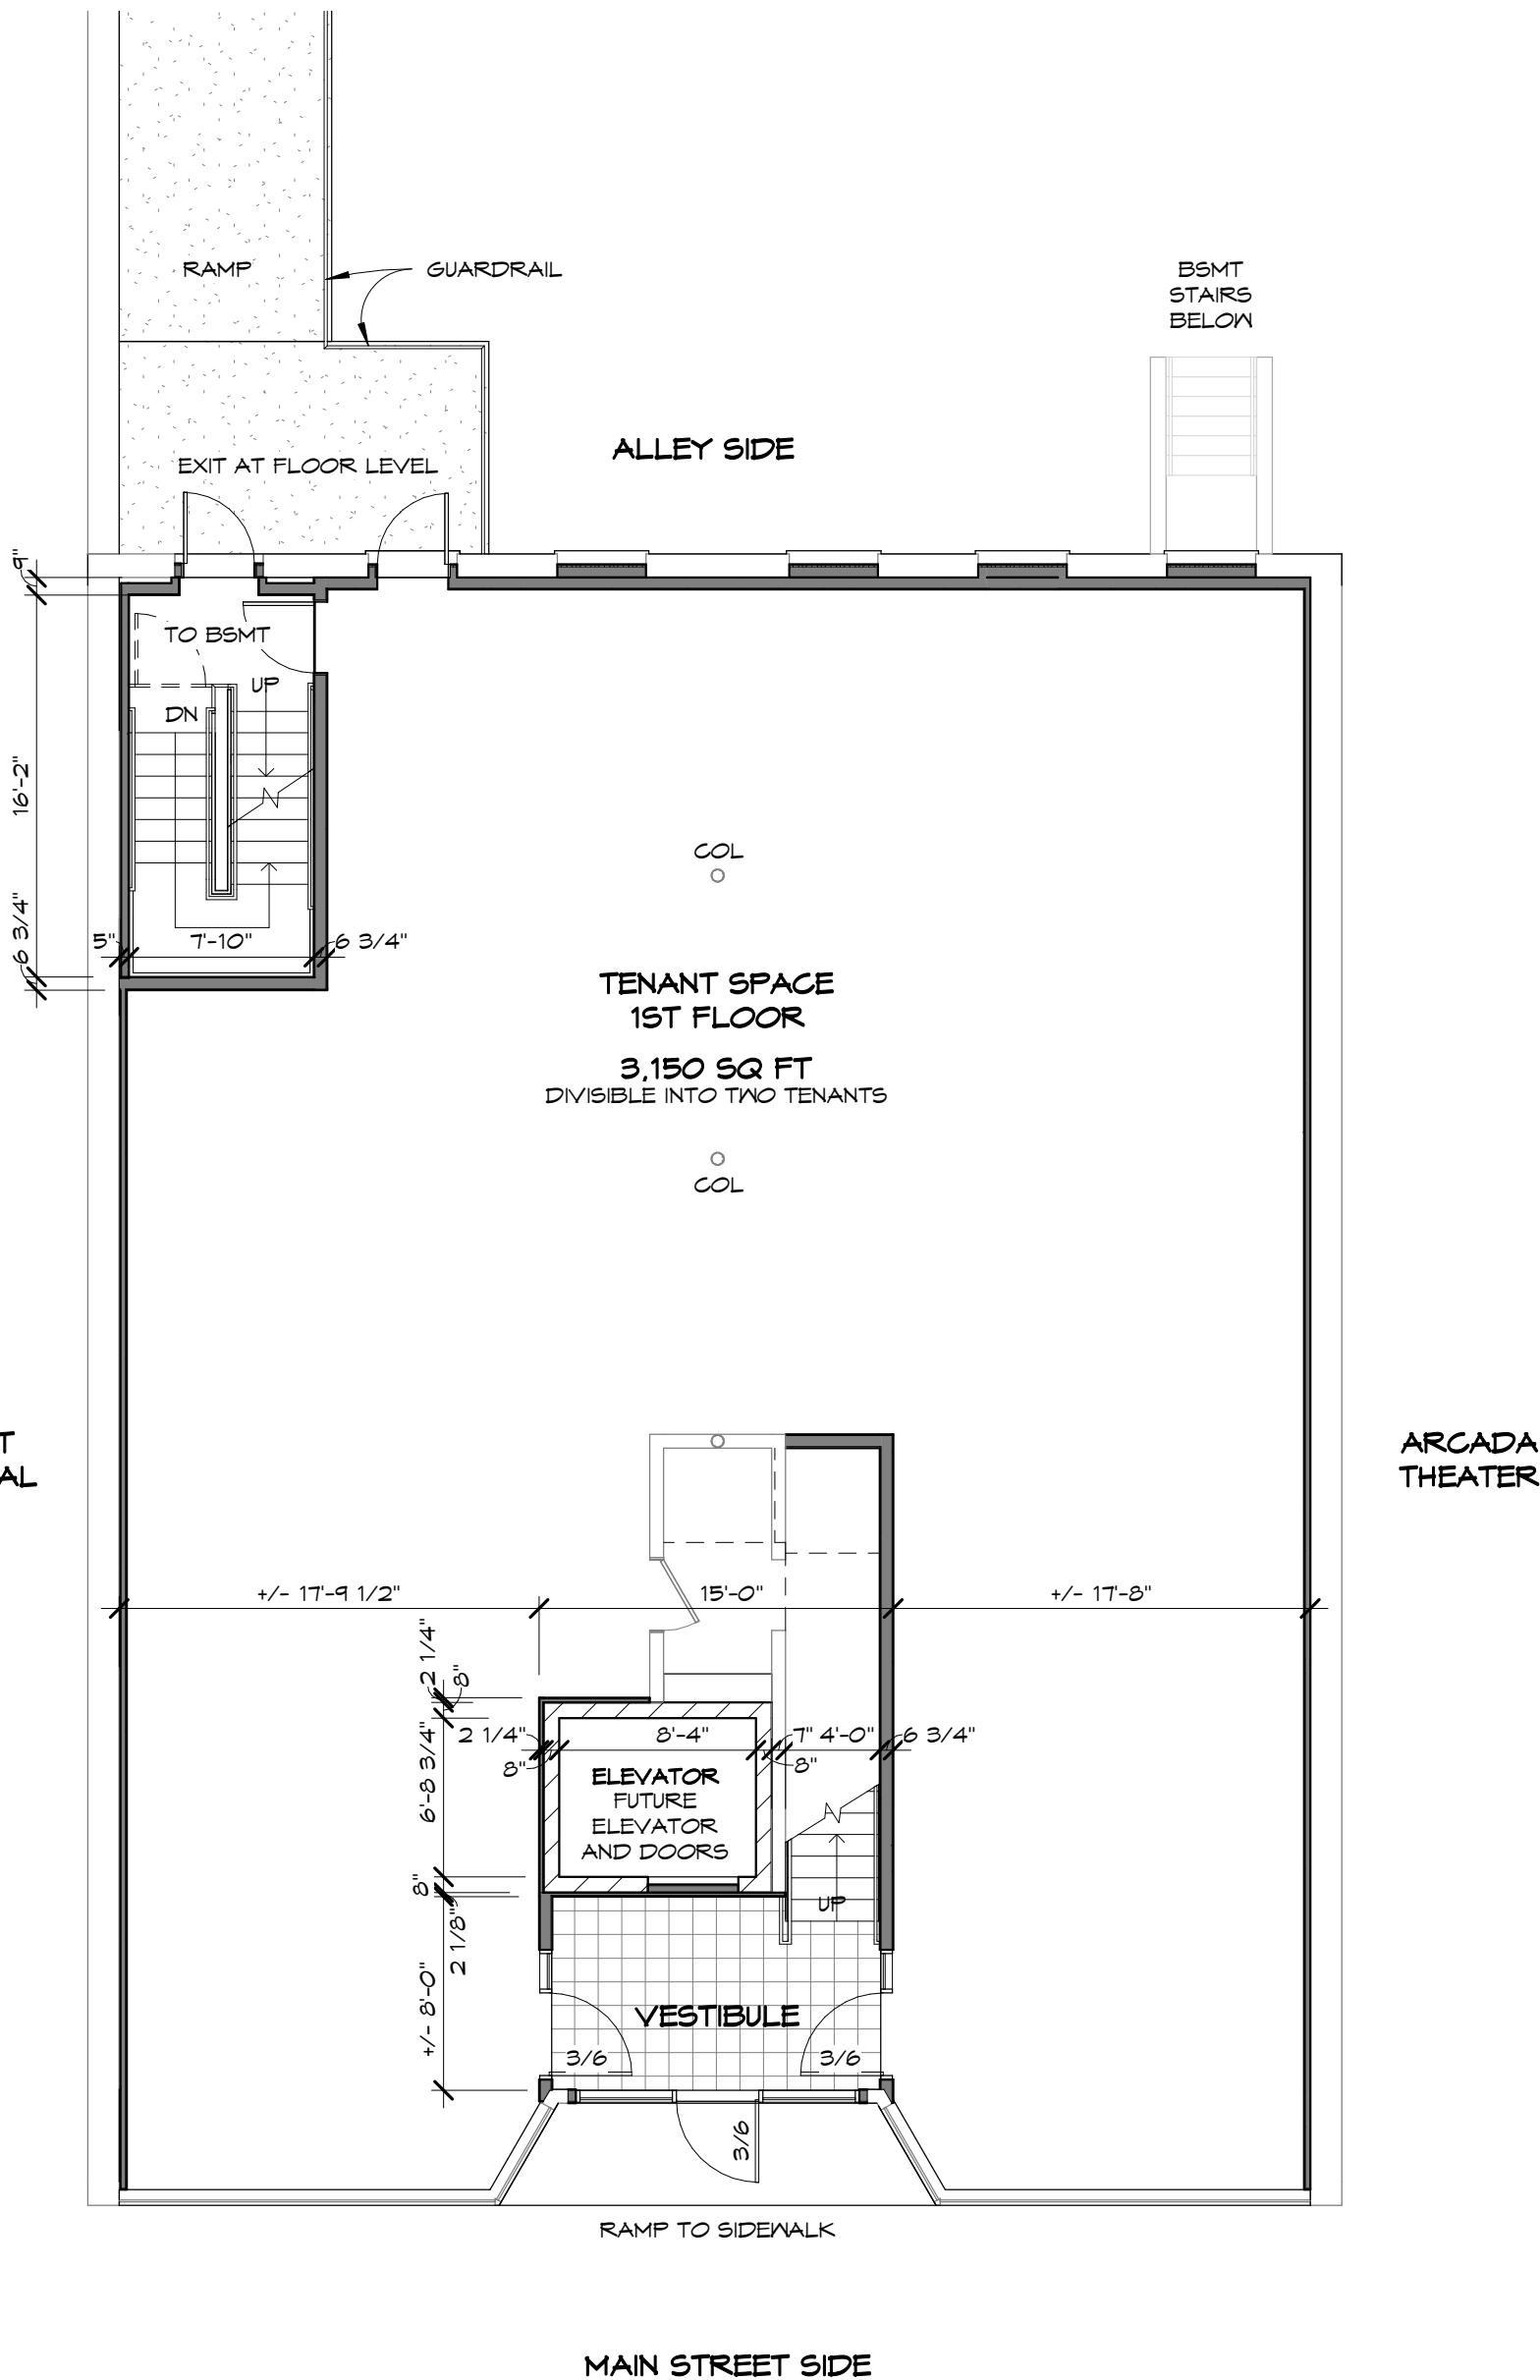 RAMP
GUARDRAIL
BSMT
STAIRS
BELOW
ALLEY SIDE
EXIT AT FLOOR LEVEL
9"
TO BSMT
UP
DN
16'-2"
COL
6 3/4"
5"
7'-10"
6 3/4"
TENANT SPACE
1ST FLOOR
3,150 SQ FT
DIVISIBLE INTO TWO TENANTS
COL
T
AL
ARCADA
THEATER
+/- 17'-9 1/2"
15'-0"
+/- 17'-8"
2 1/4"
8"
2 1/4"
8'-4"
7"
4'-0"
6 3/4"
8"
8"
6'-8 3/4"
ELEVATOR
FUTURE
ELEVATOR
AND DOORS
8"
UP
2 1/8"
+/- 8'-0"
VESTIBULE
3/6
3/6
3/6
RAMP TO SIDEWALK
MAIN STREET SIDE